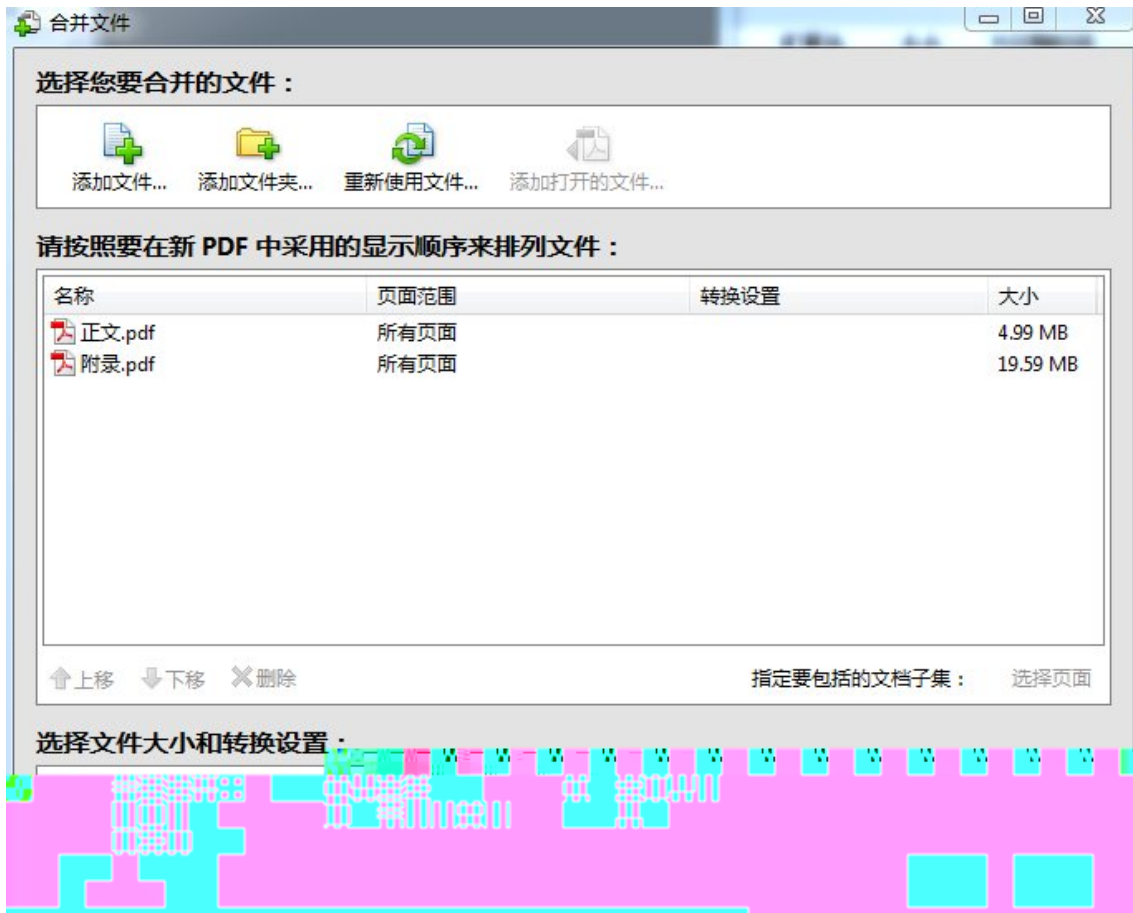 合并文件
选择您要合并的文件：
添加文件... 添加文件夹... 重新使用文件... 添加打开的文件...
请按照要在新 PDF 中采用的显示顺序来排列文件：
名称 页面范围 转换设置 大小
正文.pdf 所有页面 4.99 MB
附录.pdf 所有页面 19.59 MB
上移 下移 删除 指定要包括的文档子集： 选择页面
选择文件大小和转换设置：